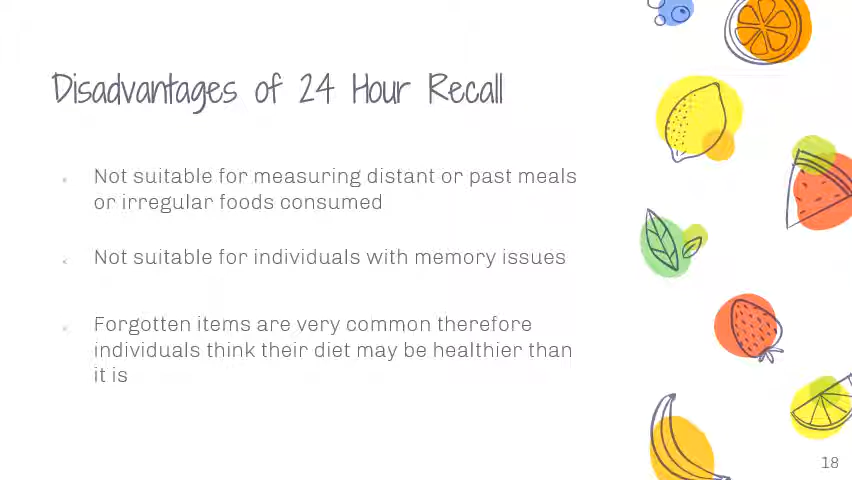 Disadvantages of 24 Hour Recall
Not suitable for measuring distant or past meals
or irregular foods consumed
Not suitable for individuals with memory issues
Forgotten items are very common therefore
individuals think their diet may be healthier than
it is
18